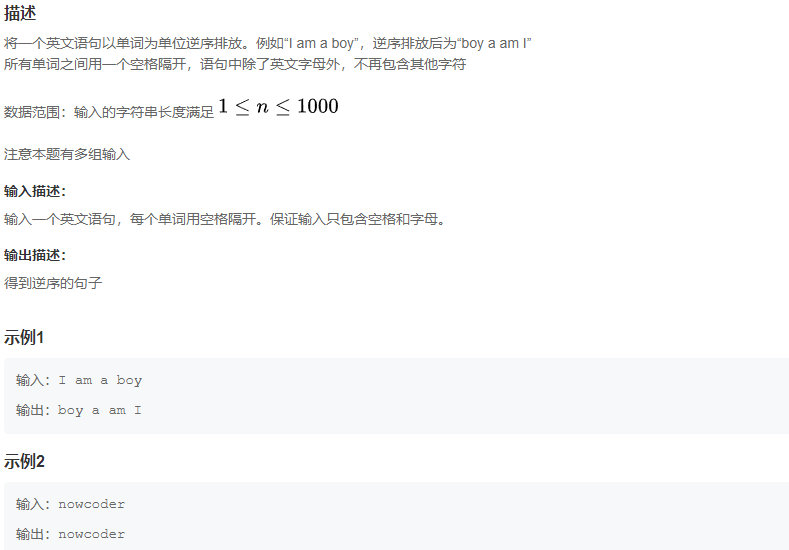 描述
将一个英文语句以单词为单位逆序排放。例如“I am a boy”，逆序排放后为“boy a am I”
所有单词之间用一个空格隔开，语句中除了英文字母外，不再包含其他字符
数据范围：输入的字符串长度满足 1 ≤ n ≤ 1000
注意本题有多组输入
输入描述：
输入一个英文语句，每个单词用空格隔开。保证输入只包含空格和字母。
输出描述：
得到逆序的句子
示例1
输入：I am a boy
输出：boy a am I
示例2
输入：nowcoder
输出：nowcoder